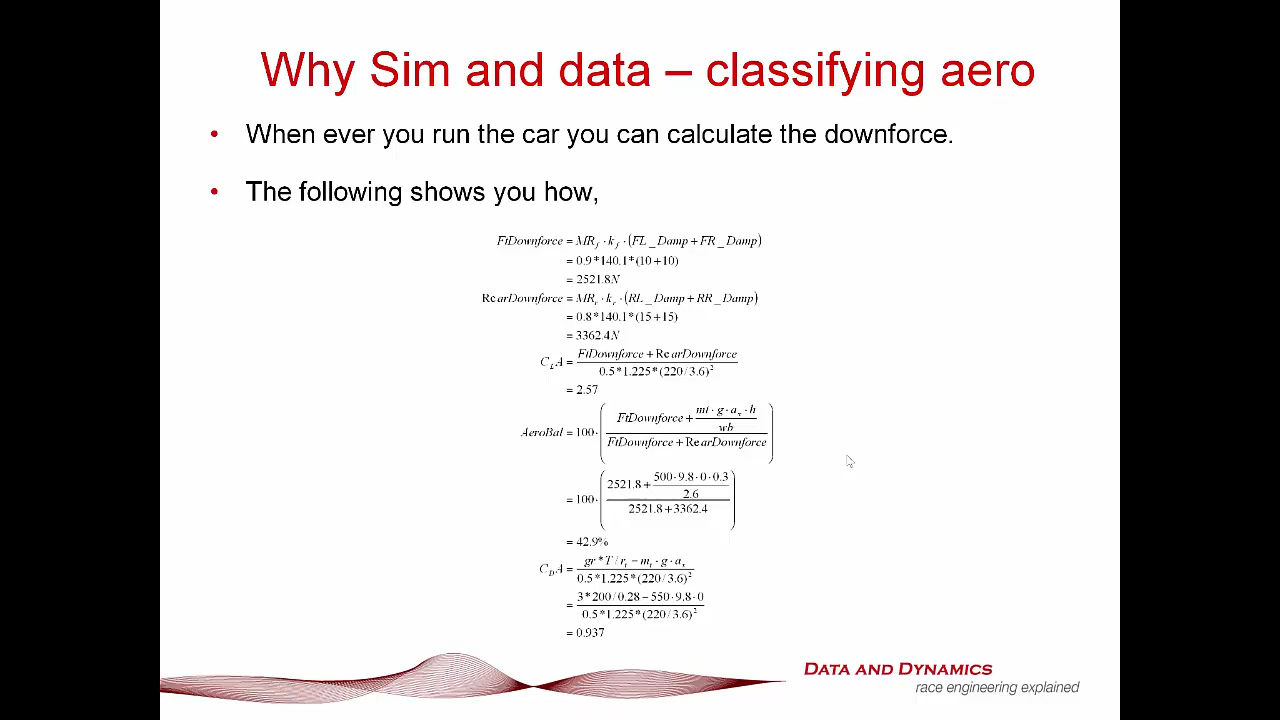 Why Sim and data – classifying aero
• When ever you run the car you can calculate the downforce.
• The following shows you how,
FtDownforce = MR_f · k_f · (FL_Damp + FR_Damp)
= 0.9*140.1*(10+10)
= 2521.8N
RearDownforce = MR_r · k_r · (RL_Damp + RR_Damp)
= 0.8*140.1*(15+15)
= 3362.4N
C_L A = (FtDownforce + RearDownforce) / (0.5*1.225*(220/3.6)^2)
= 2.57
AeroBal = 100 · ((FtDownforce + (mt · g · a_x · h) / wb) / (FtDownforce + RearDownforce))
= 100 · ((2521.8 + (500 · 9.8 · 0 · 0.3) / 2.6) / (2521.8 + 3362.4))
= 42.9%
C_D A = (gr * T / r_t − m_t · g · a_x) / (0.5*1.225*(220/3.6)^2)
= (3*200/0.28 − 550 · 9.8 · 0) / (0.5*1.225*(220/3.6)^2)
= 0.937
DATA AND DYNAMICS
race engineering explained